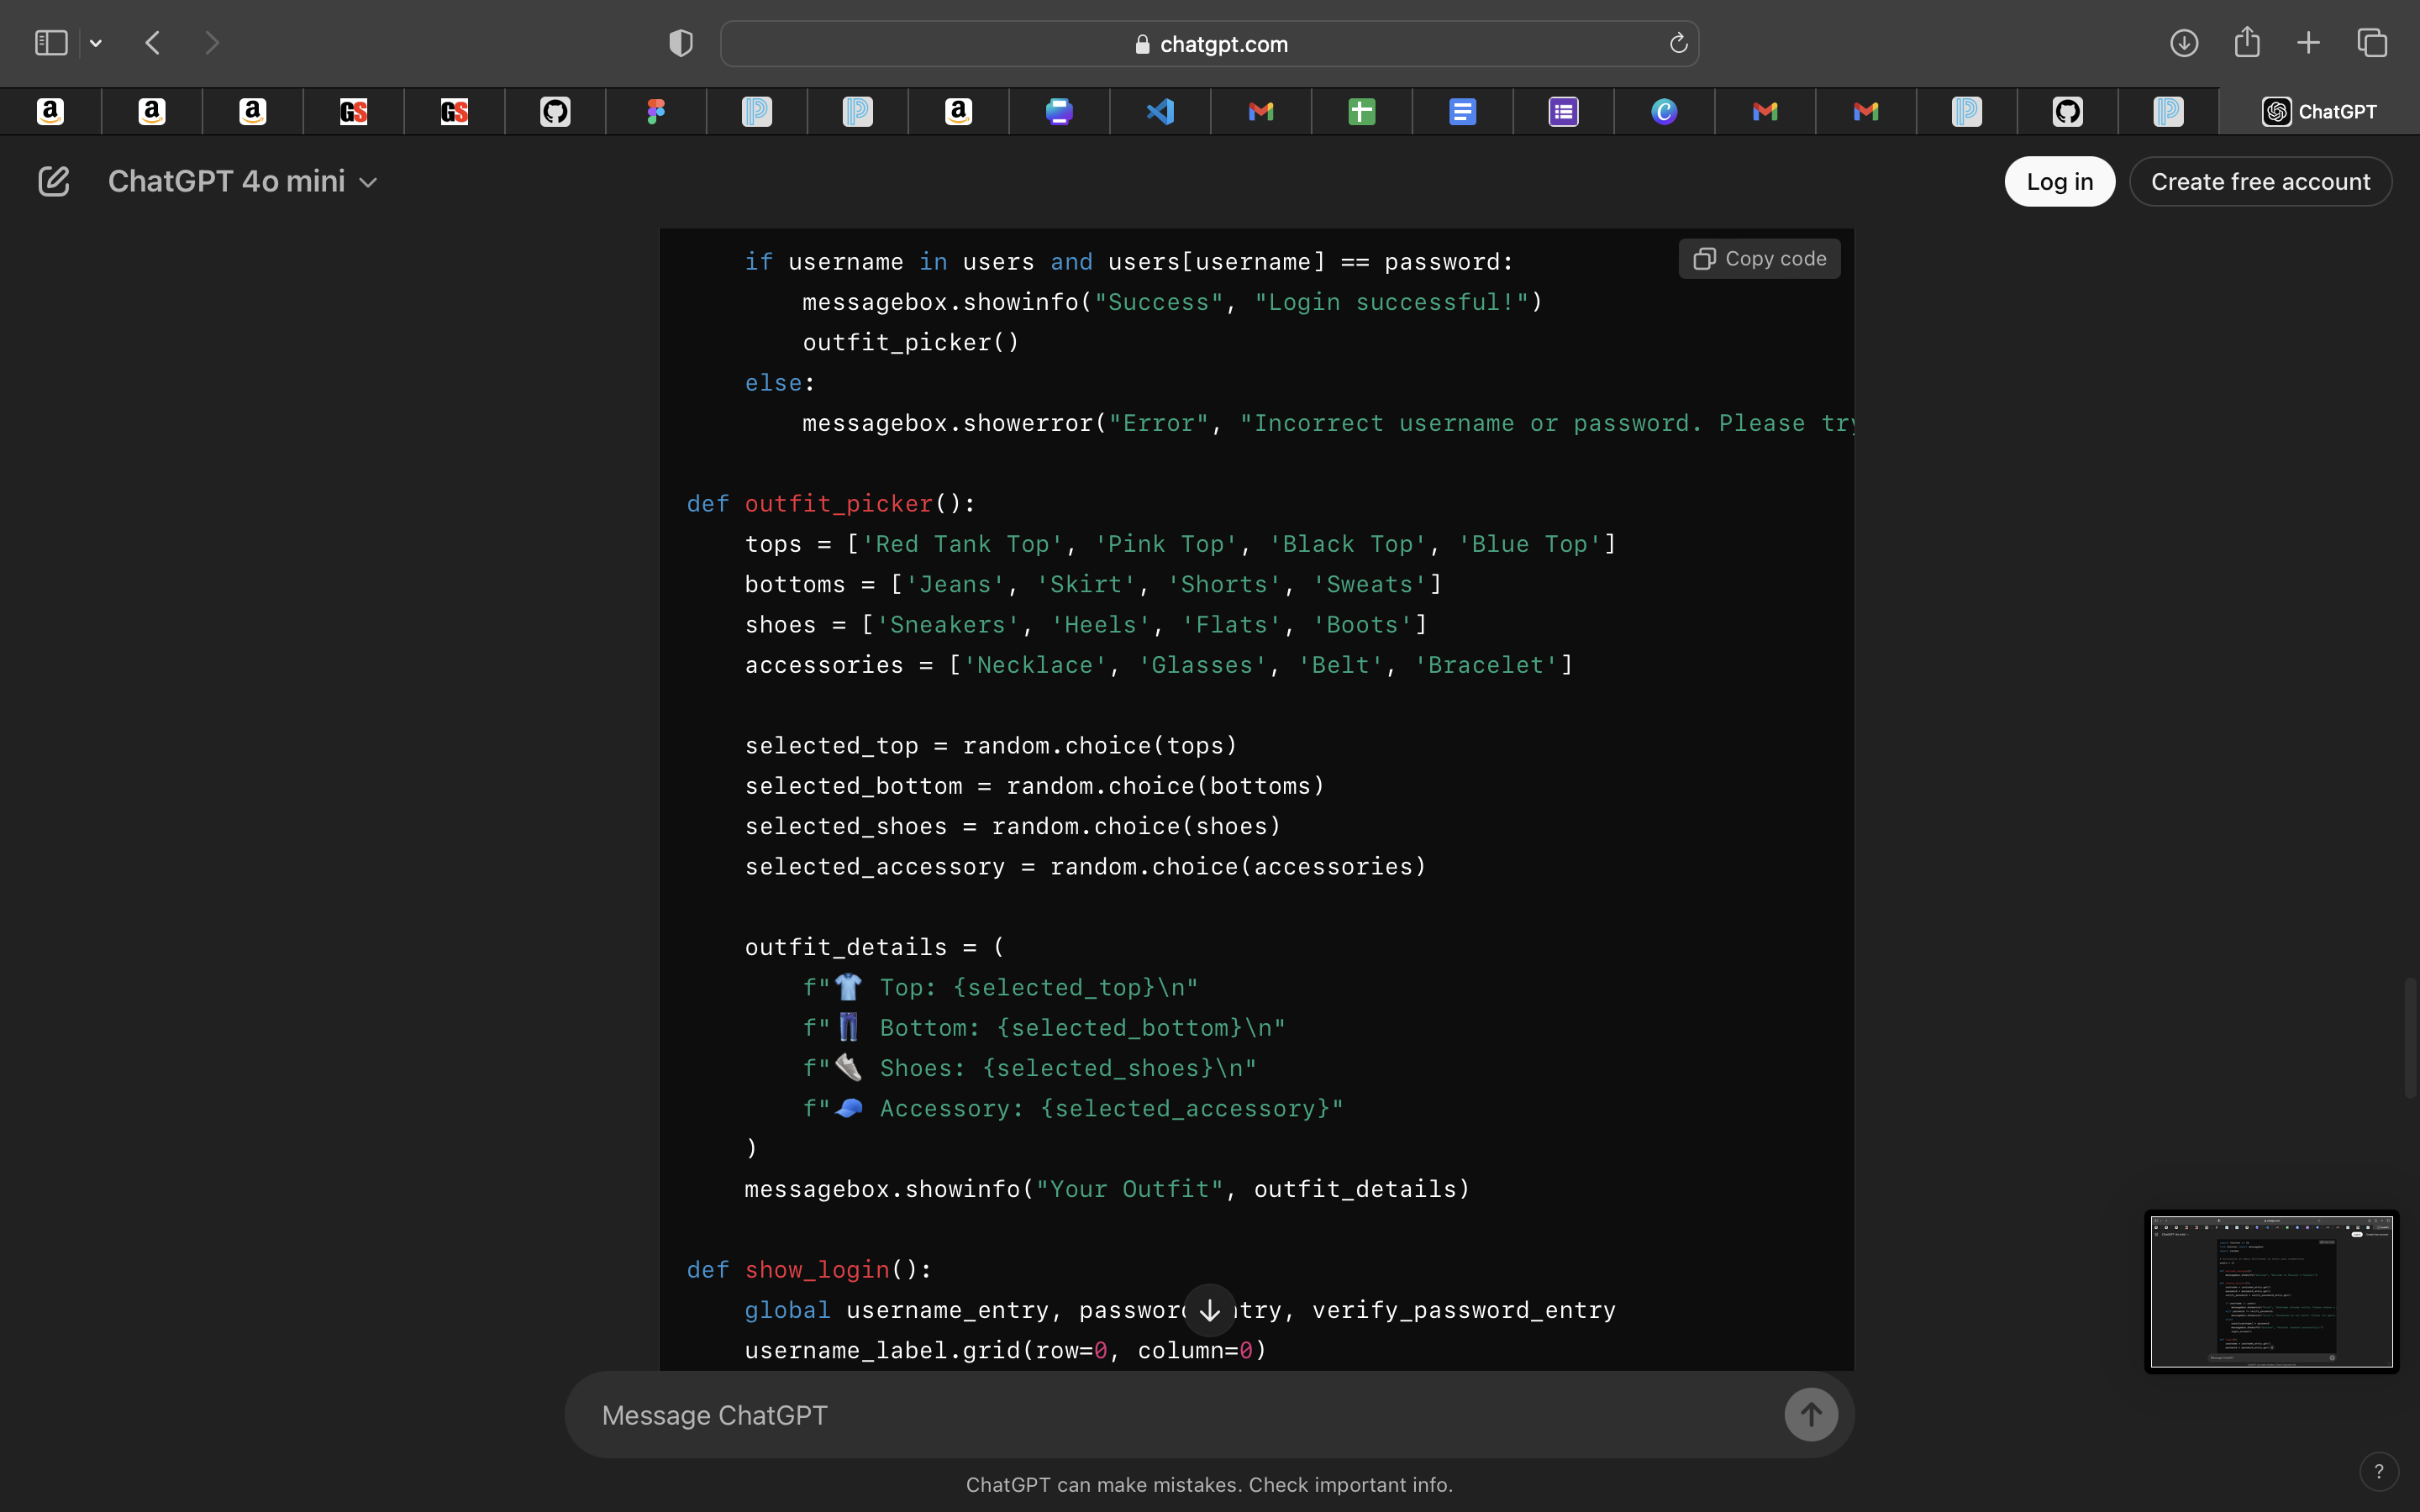 chatgpt.com
ChatGPT
ChatGPT 4o mini
Log in
Create free account
Copy code
    if username in users and users[username] == password:
        messagebox.showinfo("Success", "Login successful!")
        outfit_picker()
    else:
        messagebox.showerror("Error", "Incorrect username or password. Please try
def outfit_picker():
    tops = ['Red Tank Top', 'Pink Top', 'Black Top', 'Blue Top']
    bottoms = ['Jeans', 'Skirt', 'Shorts', 'Sweats']
    shoes = ['Sneakers', 'Heels', 'Flats', 'Boots']
    accessories = ['Necklace', 'Glasses', 'Belt', 'Bracelet']
    selected_top = random.choice(tops)
    selected_bottom = random.choice(bottoms)
    selected_shoes = random.choice(shoes)
    selected_accessory = random.choice(accessories)
    outfit_details = (
        f"👕 Top: {selected_top}\n"
        f"👖 Bottom: {selected_bottom}\n"
        f"👟 Shoes: {selected_shoes}\n"
        f"🧢 Accessory: {selected_accessory}"
    )
    messagebox.showinfo("Your Outfit", outfit_details)
def show_login():
    global username_entry, verify_password_entry
    username_label.grid(row=0, column=0)
Message ChatGPT
ChatGPT can make mistakes. Check important info.
?